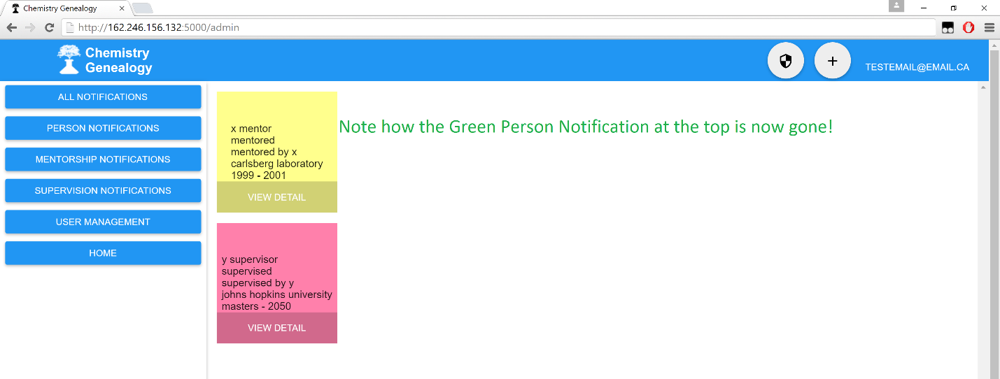 Chemistry Genealogy
http://162.246.156.132:5000/admin
Chemistry
Genealogy
TESTEMAIL@EMAIL.CA
ALL NOTIFICATIONS
PERSON NOTIFICATIONS
MENTORSHIP NOTIFICATIONS
SUPERVISION NOTIFICATIONS
USER MANAGEMENT
HOME
x mentor
mentored
mentored by x
carlsberg laboratory
1999 - 2001
VIEW DETAIL
Note how the Green Person Notification at the top is now gone!
y supervisor
supervised
supervised by y
johns hopkins university
masters - 2050
VIEW DETAIL